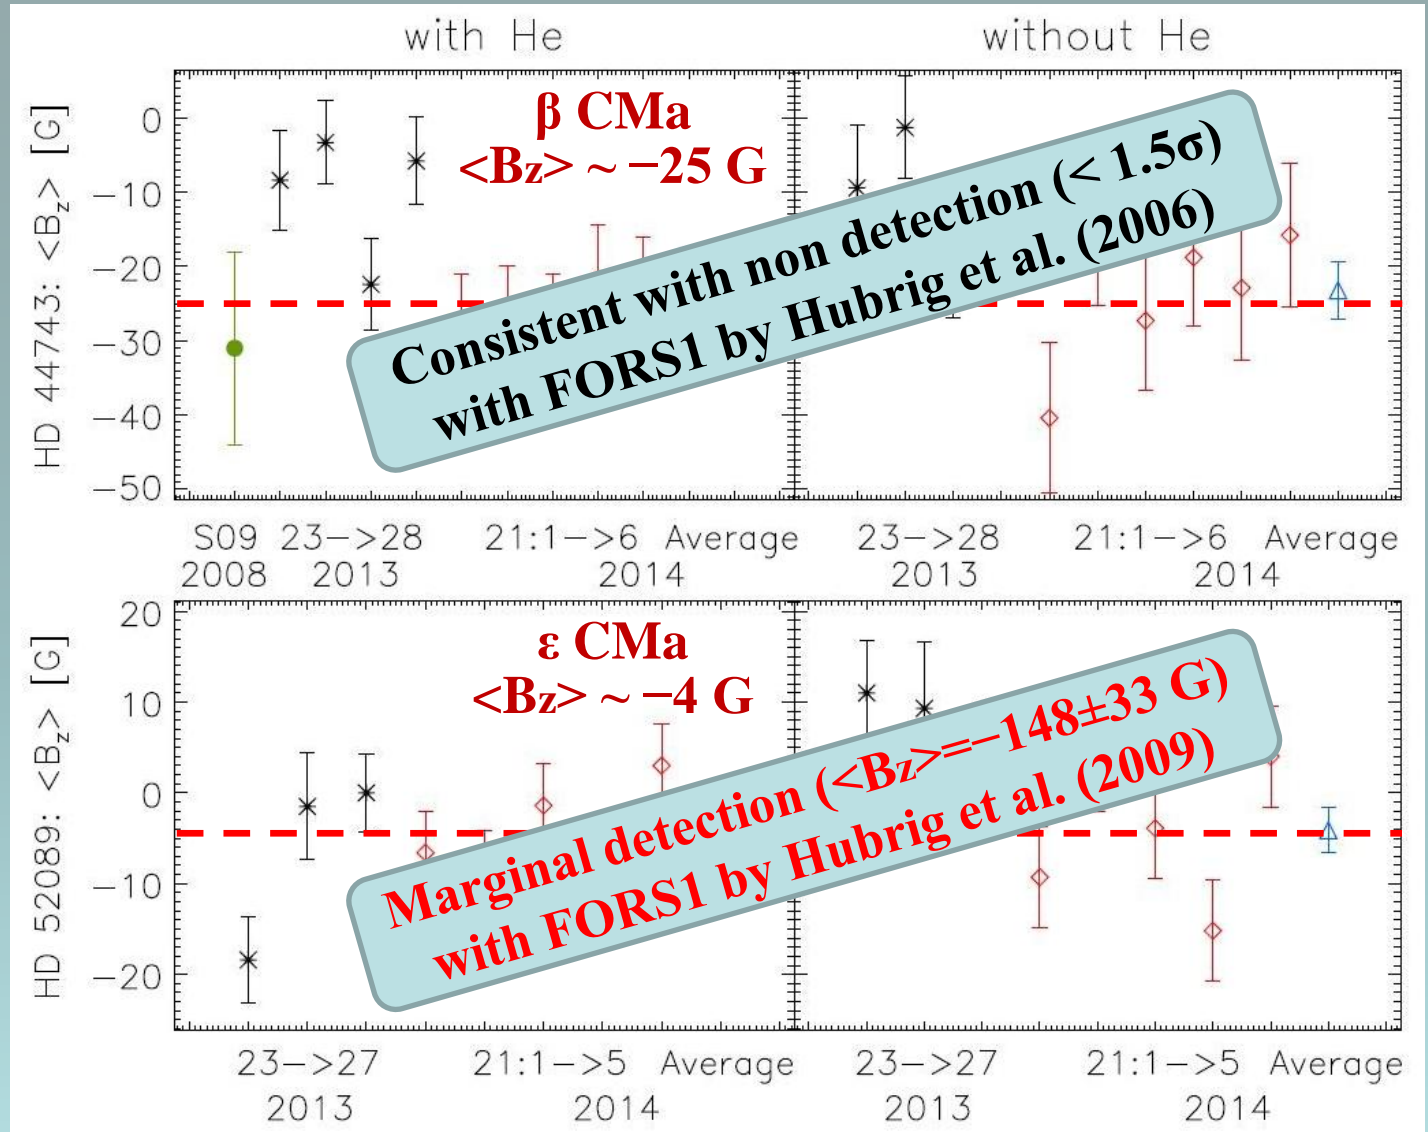 with He
without He
HD 44743: <Bz> [G]
0
−10
−20
−30
−40
−50
β CMa
<Bz> ~ −25 G
Consistent with non detection (< 1.5σ)
with FORS1 by Hubrig et al. (2006)
S09 23−>28 21:1−>6 Average 23−>28 21:1−>6 Average
2008 2013 2014 2013 2014
HD 52089: <Bz> [G]
20
10
0
−10
−20
ε CMa
<Bz> ~ −4 G
Marginal detection (<Bz>=−148±33 G)
with FORS1 by Hubrig et al. (2009)
23−>27 21:1−>5 Average 23−>27 21:1−>5 Average
2013 2014 2013 2014